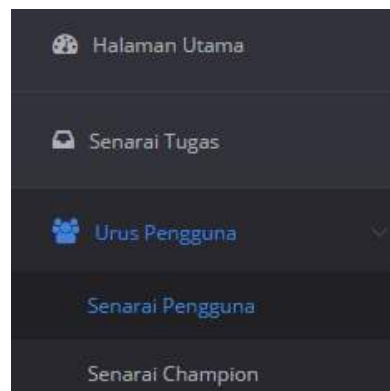 Halaman Utama
Senarai Tugas
Urus Pengguna
Senarai Pengguna
Senarai Champion